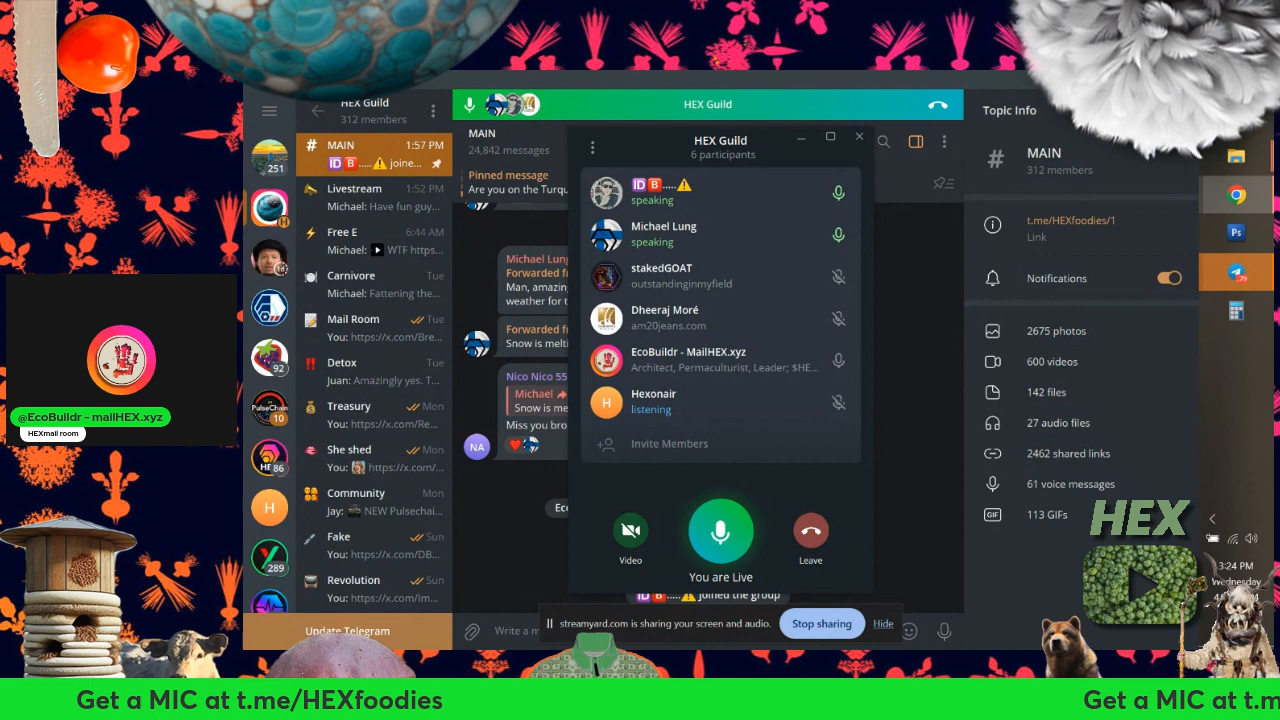 HEX Guild
312 members
251
92
10
86
H
289
# MAIN
1:57 PM
🆔🅱️.....⚠️ joine...
Livestream
1:52 PM
Michael: Have fun guy...
Free E
6:44 AM
Michael: ▶ WTF https...
Carnivore
Tue
Michael: Fattening the...
Mail Room
Tue
You: https://x.com/Bre...
Detox
Tue
Juan: Amazingly yes. T...
Treasury
Mon
You: https://x.com/Re...
She shed
Mon
You: https://x.com/...
Community
Mon
Jay: NEW Pulsechai...
Fake
Sun
You: https://x.com/DB...
Revolution
Sun
You: https://x.com/Im...
Update Telegram
HEX Guild
MAIN
24,842 messages
Pinned message
Are you on the Turqu
Michael Lung
Forwarded fr
Man, amazin
weather for t
Forwarded fr
Snow is melti
Nico Nico 55
Michael
Snow is me
Miss you bro
NA
Ecc
🆔🅱️.....⚠️ joined the group
Write a m
HEX Guild
6 participants
🆔🅱️.....⚠️
speaking
Michael Lung
speaking
stakedGOAT
outstandinginmyfield
Dheeraj Moré
am20jeans.com
EcoBuildr - MailHEX.xyz
Architect, Permaculturist, Leader; $HE...
H
Hexonair
listening
Invite Members
Video
You are Live
Leave
streamyard.com is sharing your screen and audio.
Stop sharing
Hide
Topic Info
# MAIN
312 members
t.me/HEXfoodies/1
Link
Notifications
2675 photos
600 videos
142 files
27 audio files
2462 shared links
61 voice messages
GIF
113 GIFs
Ps
79
3:24 PM
Wednesday
HEX
@EcoBuildr - mailHEX.xyz
HEXmail room
Get a MIC at t.me/HEXfoodies
Get a MIC at t.m